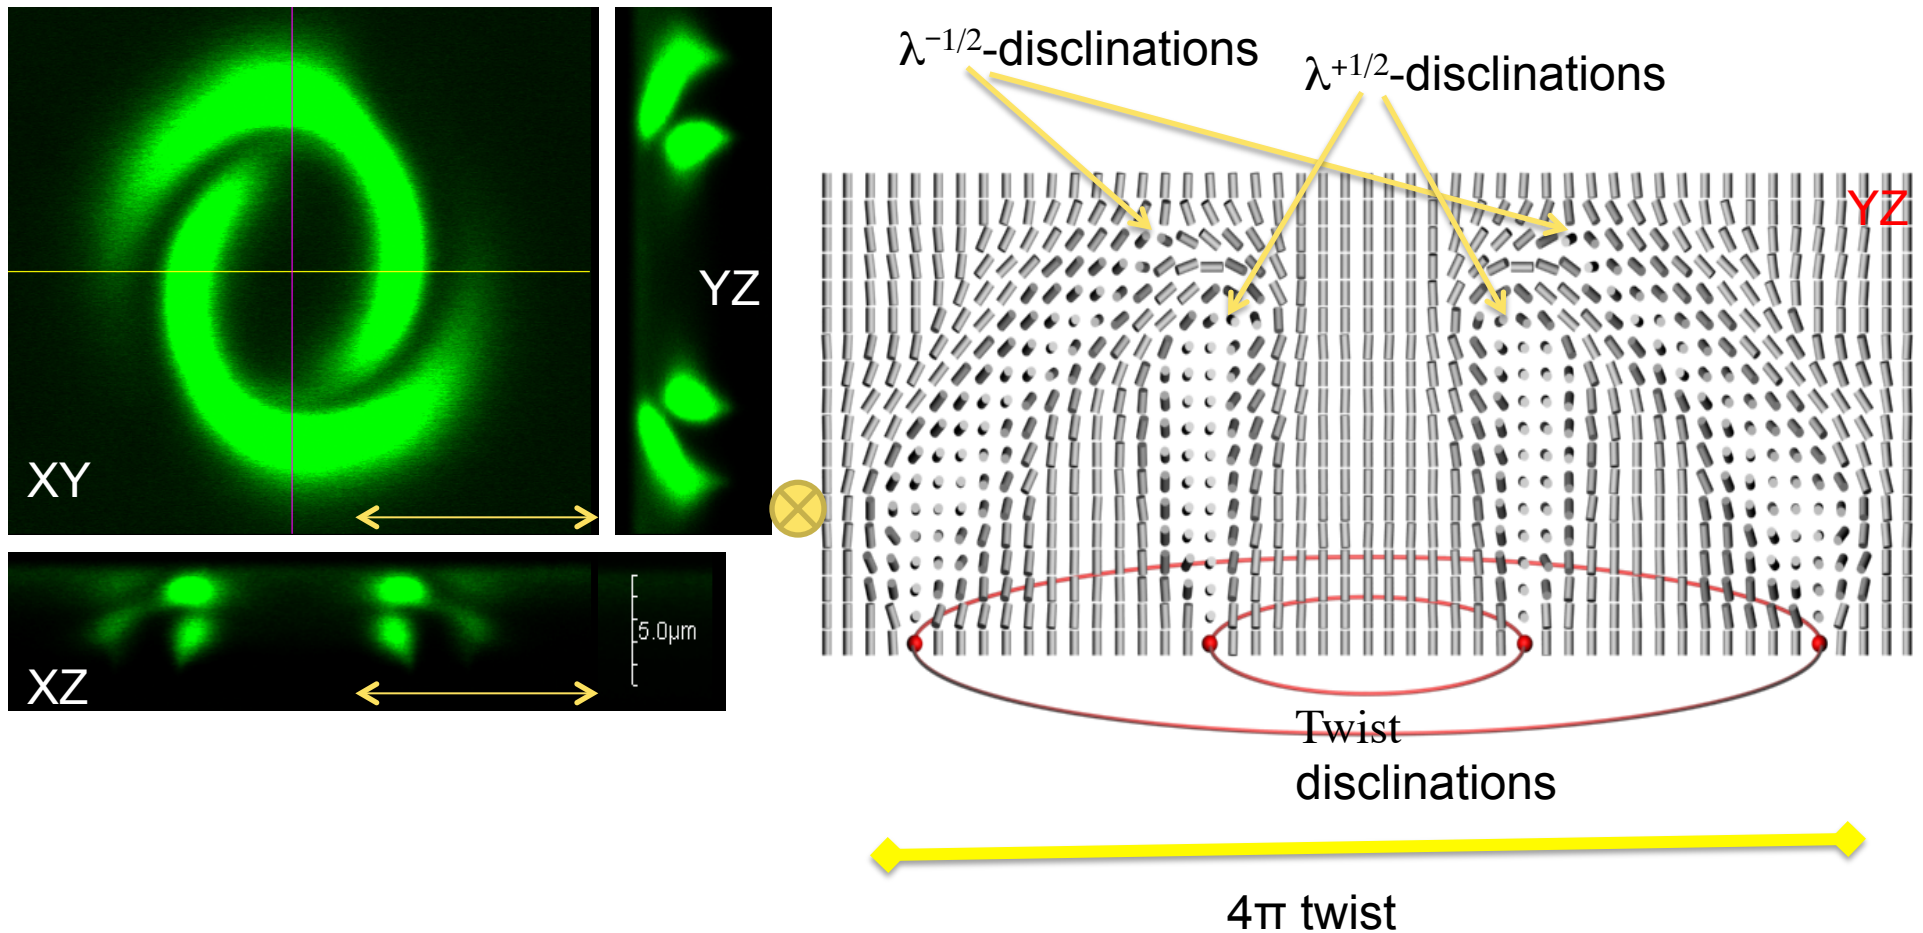 XY
YZ
XZ
5.0μm
λ⁻¹/²-disclinations
λ⁺¹/²-disclinations
YZ
Twist
disclinations
4π twist